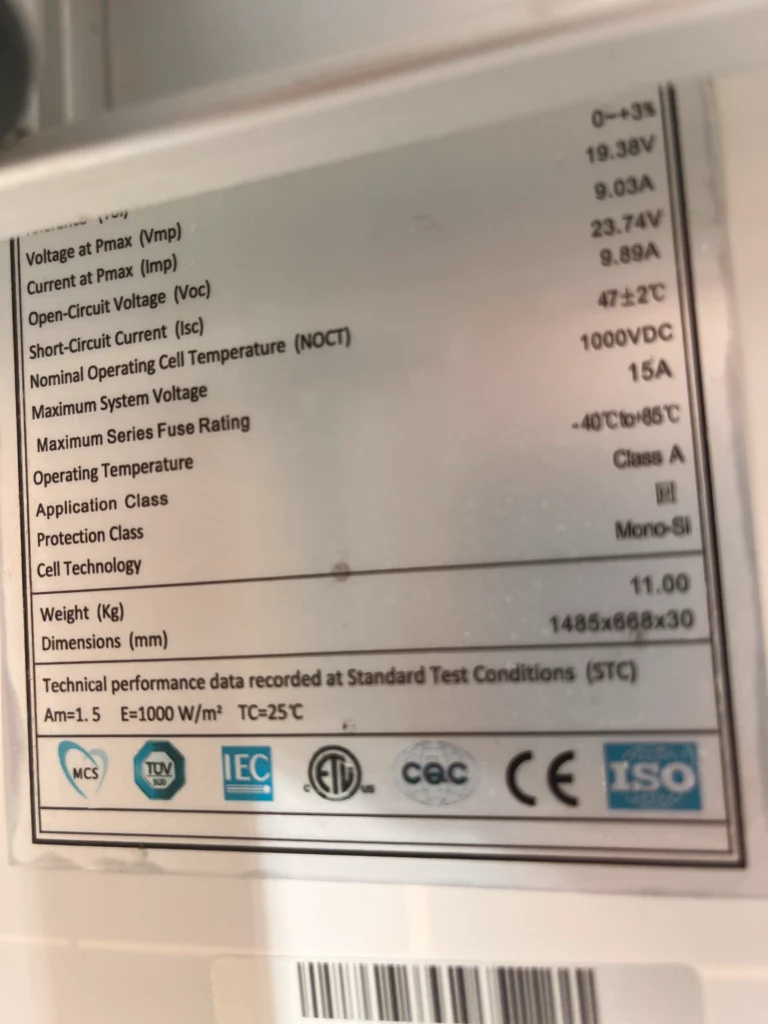 0~+3%
Voltage at Pmax (Vmp) 19.38V
Current at Pmax (Imp) 9.03A
Open-Circuit Voltage (Voc) 23.74V
Short-Circuit Current (Isc) 9.89A
Nominal Operating Cell Temperature (NOCT) 47±2℃
Maximum System Voltage 1000VDC
Maximum Series Fuse Rating 15A
Operating Temperature -40℃to+85℃
Application Class Class A
Protection Class
Cell Technology Mono-Si
Weight (Kg) 11.00
Dimensions (mm) 1485x668x30
Technical performance data recorded at Standard Test Conditions (STC)
Am=1.5 E=1000 W/m² TC=25℃
MCS TÜV SÜD IEC c ETL us CQC CE ISO